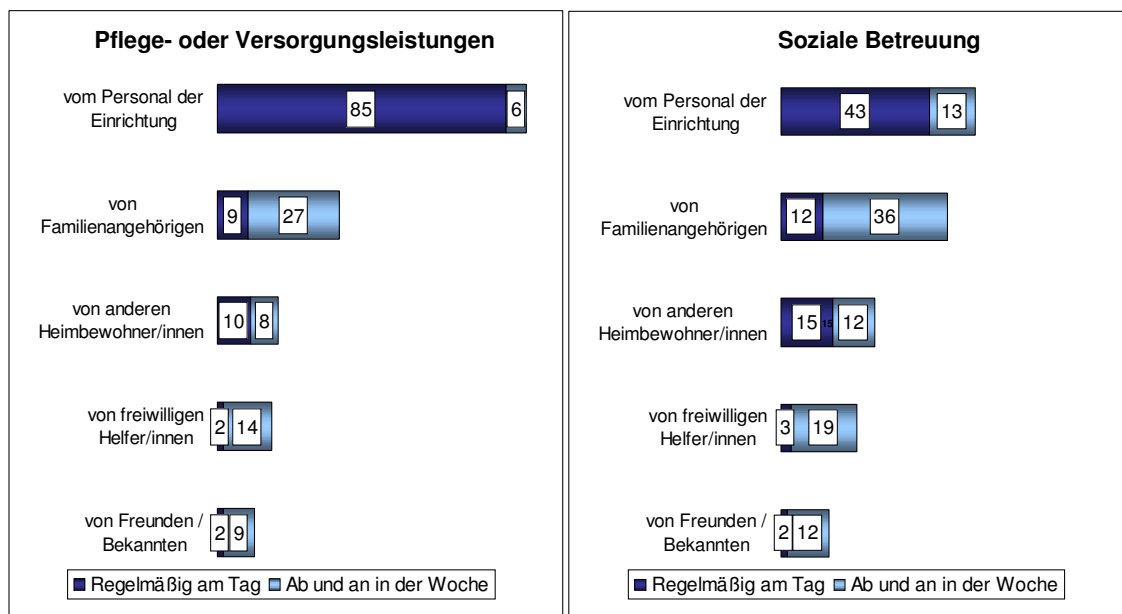 Pflege- oder Versorgungsleistungen
vom Personal der
Einrichtung
85 6
von
Familienangehörigen
9 27
von anderen
Heimbewohner/innen
10 8
von freiwilligen
Helfer/innen
2 14
von Freunden /
Bekannten
2 9
Regelmäßig am Tag Ab und an in der Woche
Soziale Betreuung
vom Personal der
Einrichtung
43 13
von
Familienangehörigen
12 36
von anderen
Heimbewohner/innen
15 15 12
von freiwilligen
Helfer/innen
3 19
von Freunden /
Bekannten
2 12
Regelmäßig am Tag Ab und an in der Woche